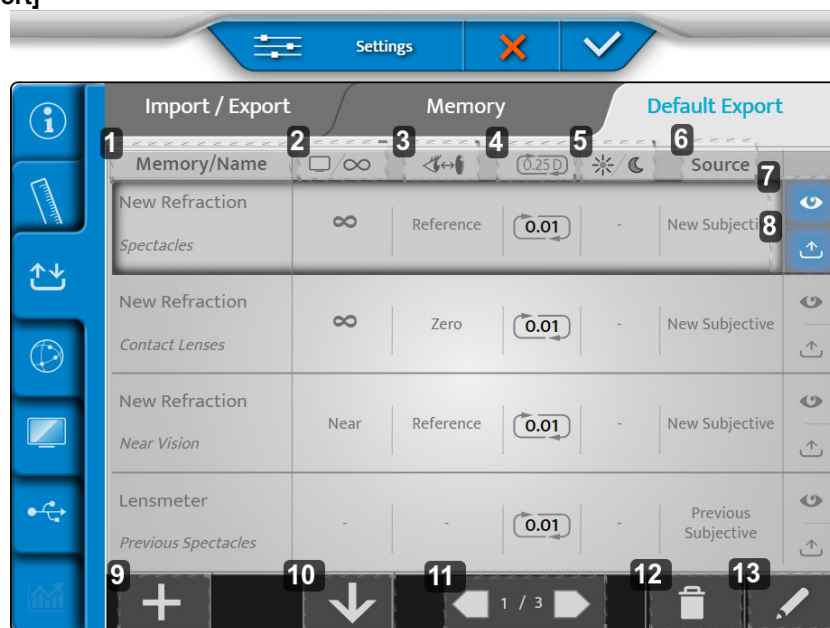 ort]
Settings
Import / Export
Memory
Default Export
1
2
3
4
5
6
Memory/Name
0.25 D
Source
7
New Refraction
Spectacles
Reference
0.01
-
New Subjecti
8
New Refraction
Contact Lenses
Zero
0.01
-
New Subjective
New Refraction
Near Vision
Near
Reference
0.01
-
New Subjective
Lensmeter
Previous Spectacles
-
-
0.01
-
Previous
Subjective
9
10
11
1 / 3
12
13